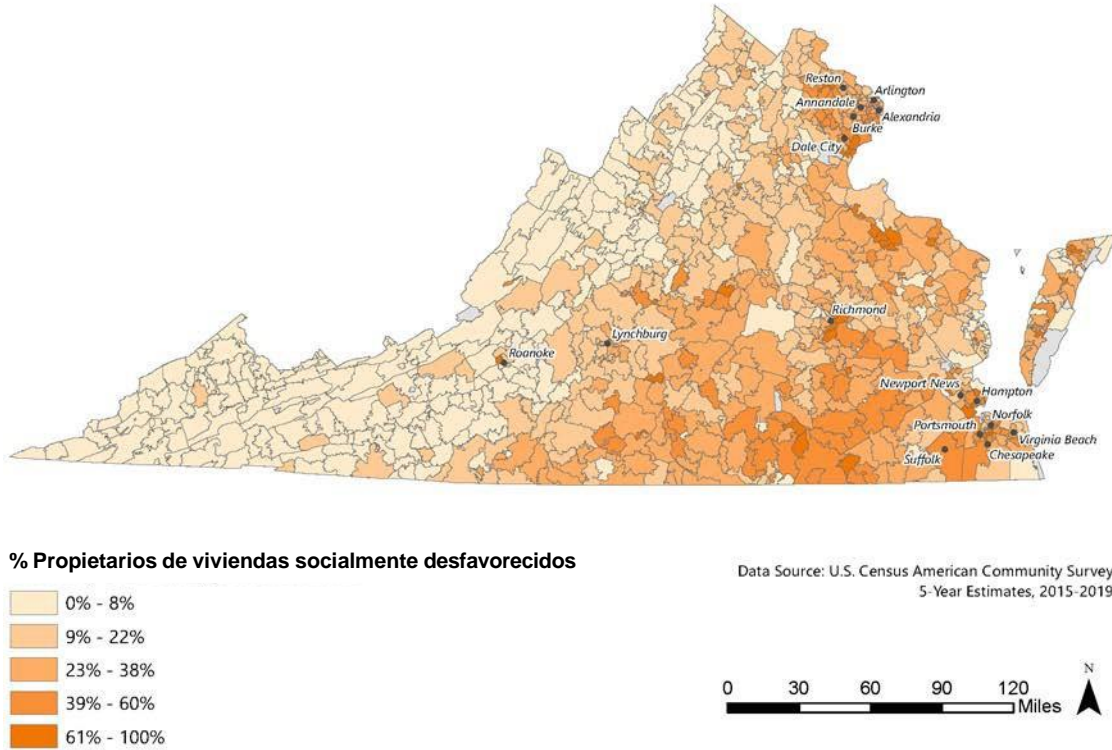 Reston
Arlington
Annandale
Alexandria
Burke
Dale City
Richmond
Lynchburg
Roanoke
Newport News
Hampton
Norfolk
Portsmouth
Virginia Beach
Suffolk
Chesapeake
% Propietarios de viviendas socialmente desfavorecidos
Data Source: U.S. Census American Community Survey
5-Year Estimates, 2015-2019
0% - 8%
9% - 22%
23% - 38%
39% - 60%
61% - 100%
N
0 30 60 90 120
Miles